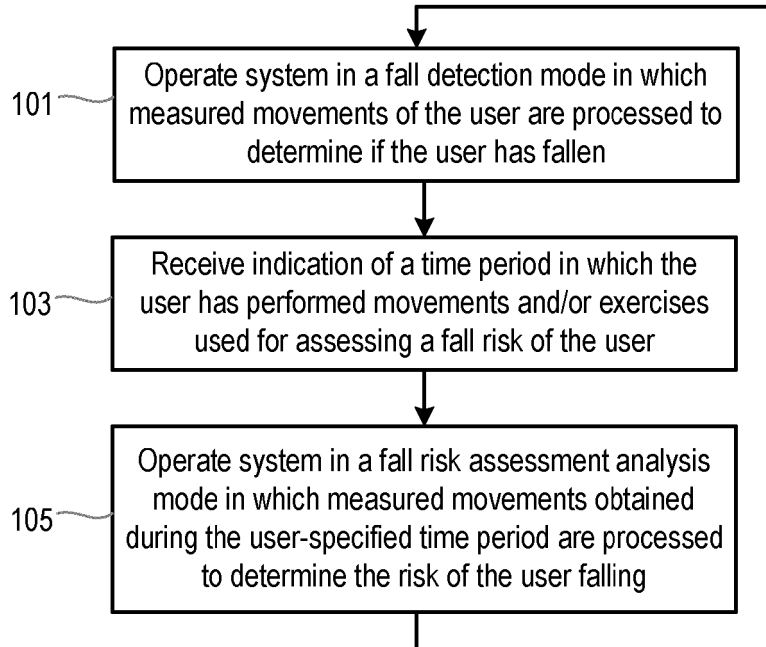 Operate system in a fall detection mode in which
101
measured movements of the user are processed to
determine if the user has fallen
Receive indication of a time period in which the
103
user has performed movements and/or exercises
used for assessing a fall risk of the user
Operate system in a fall risk assessment analysis
mode in which measured movements obtained
105
during the user-specified time period are processed
to determine the risk of the user falling